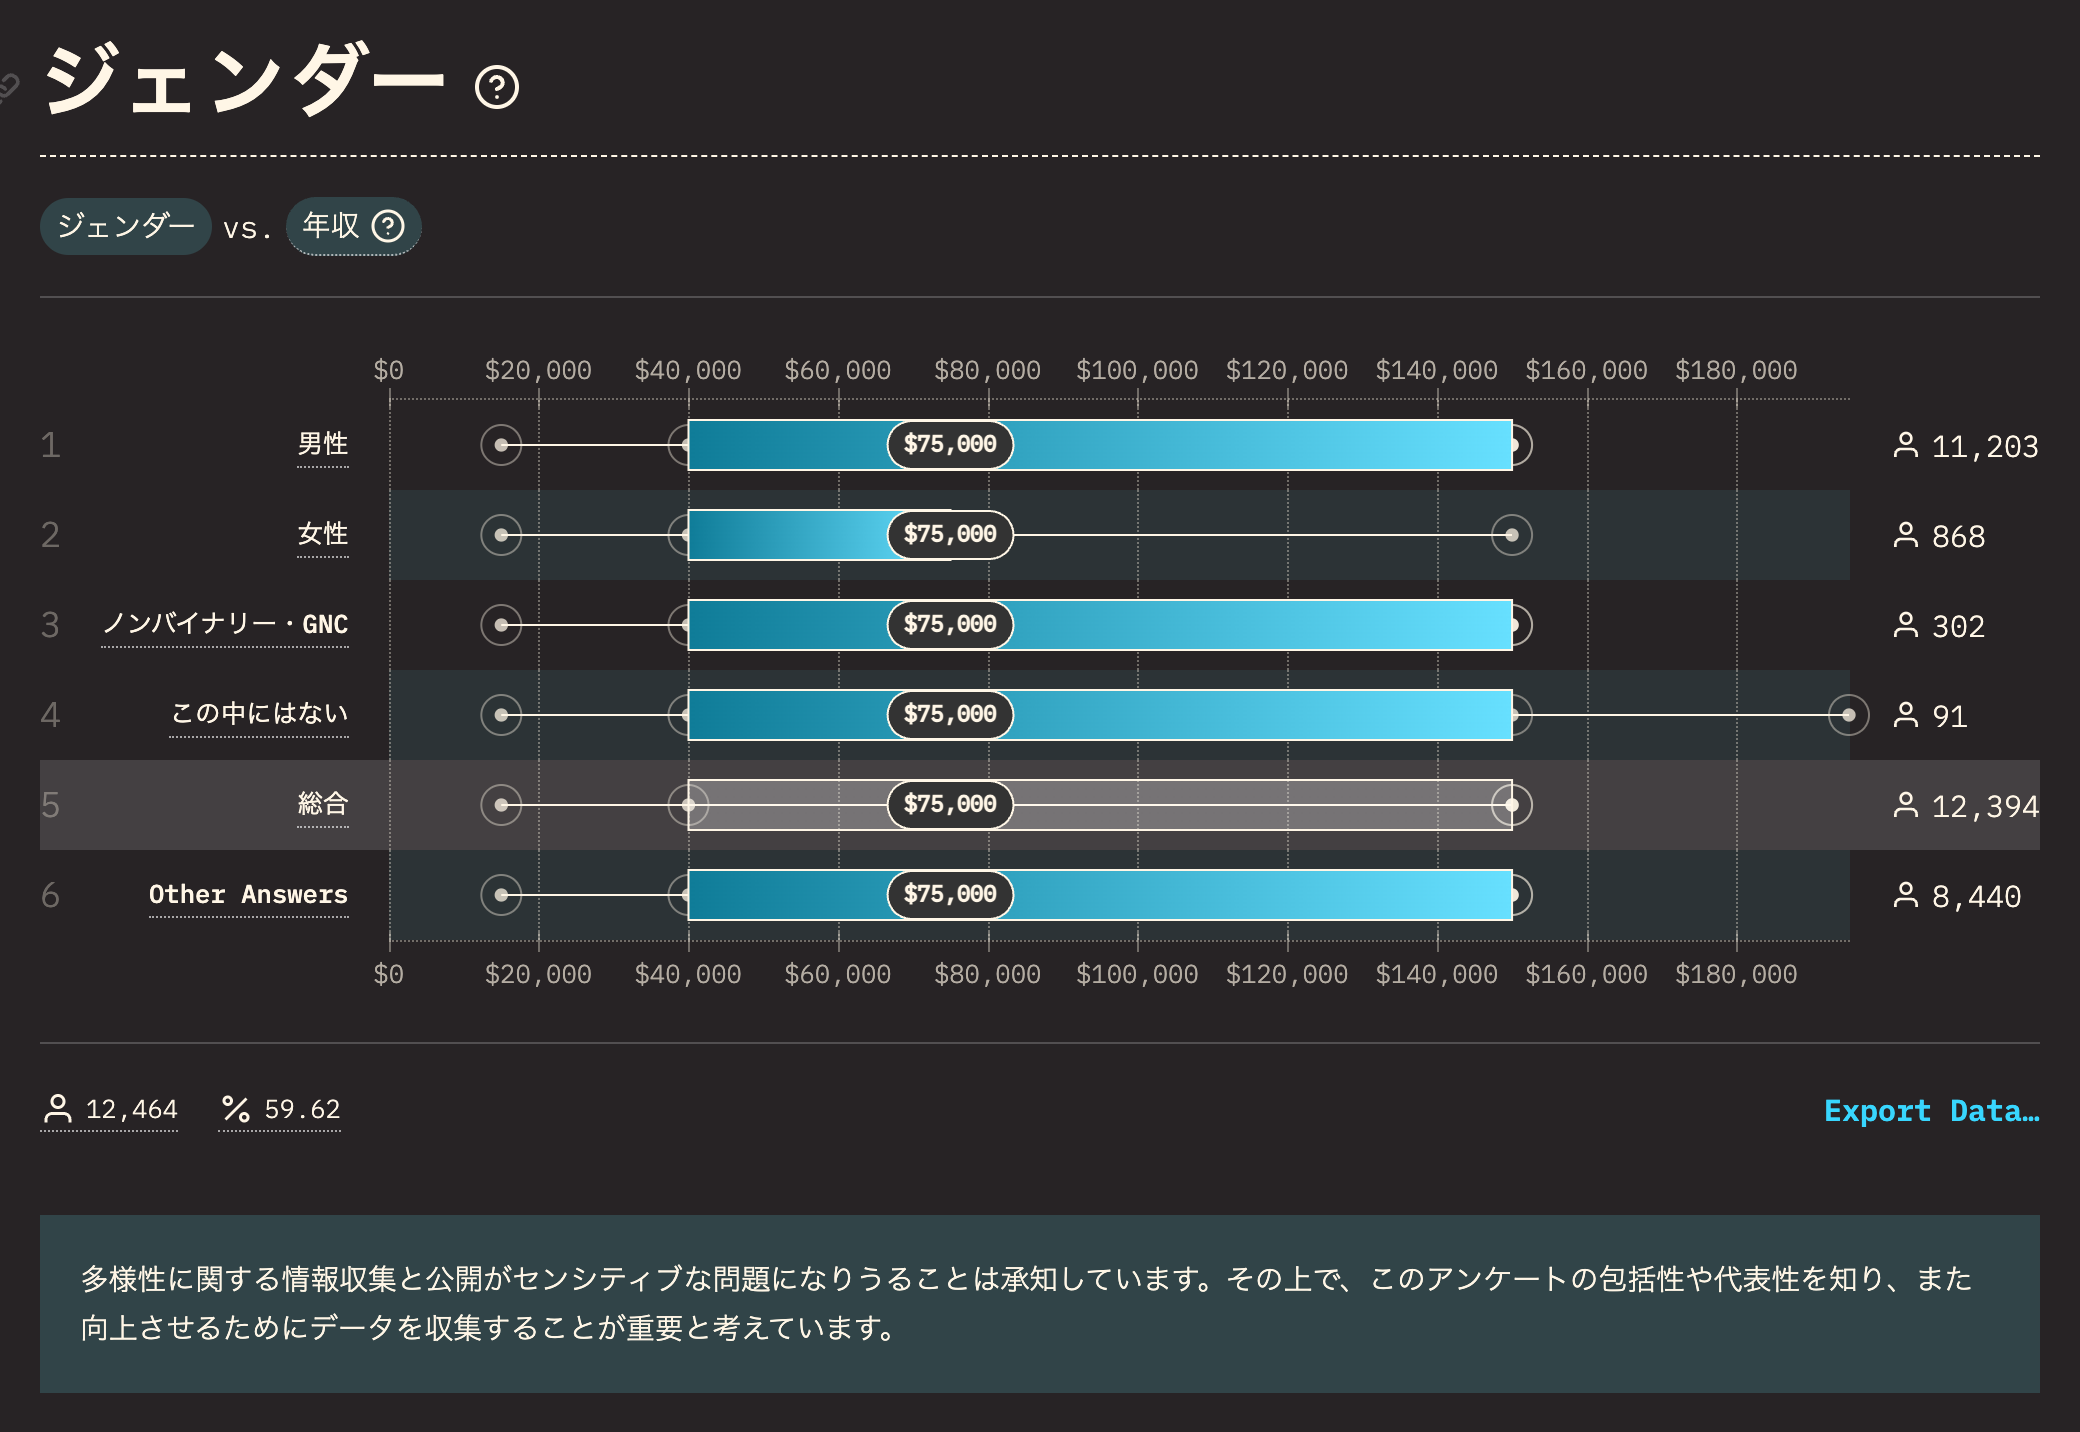 ジェンダー
ジェンダー vs. 年収
$0 $20,000 $40,000 $60,000 $80,000 $100,000 $120,000 $140,000 $160,000 $180,000
1 男性 $75,000 11,203
2 女性 $75,000 868
3 ノンバイナリー・GNC $75,000 302
4 この中にはない $75,000 91
5 総合 $75,000 12,394
6 Other Answers $75,000 8,440
$0 $20,000 $40,000 $60,000 $80,000 $100,000 $120,000 $140,000 $160,000 $180,000
12,464 % 59.62 Export Data…
多様性に関する情報収集と公開がセンシティブな問題になりうることは承知しています。その上で、このアンケートの包括性や代表性を知り、また
向上させるためにデータを収集することが重要と考えています。